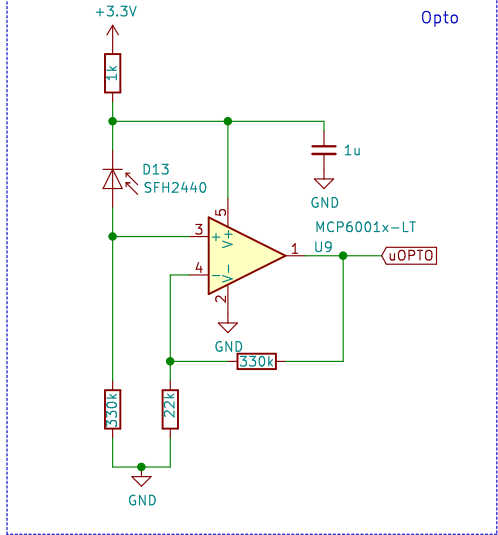 +3.3V
Opto
1k
D13
SFH2440
1u
GND
5
MCP6001x-LT
U9
3
+
V+
1
uOPTO
4
-
V-
2
GND
330k
330k
22k
GND